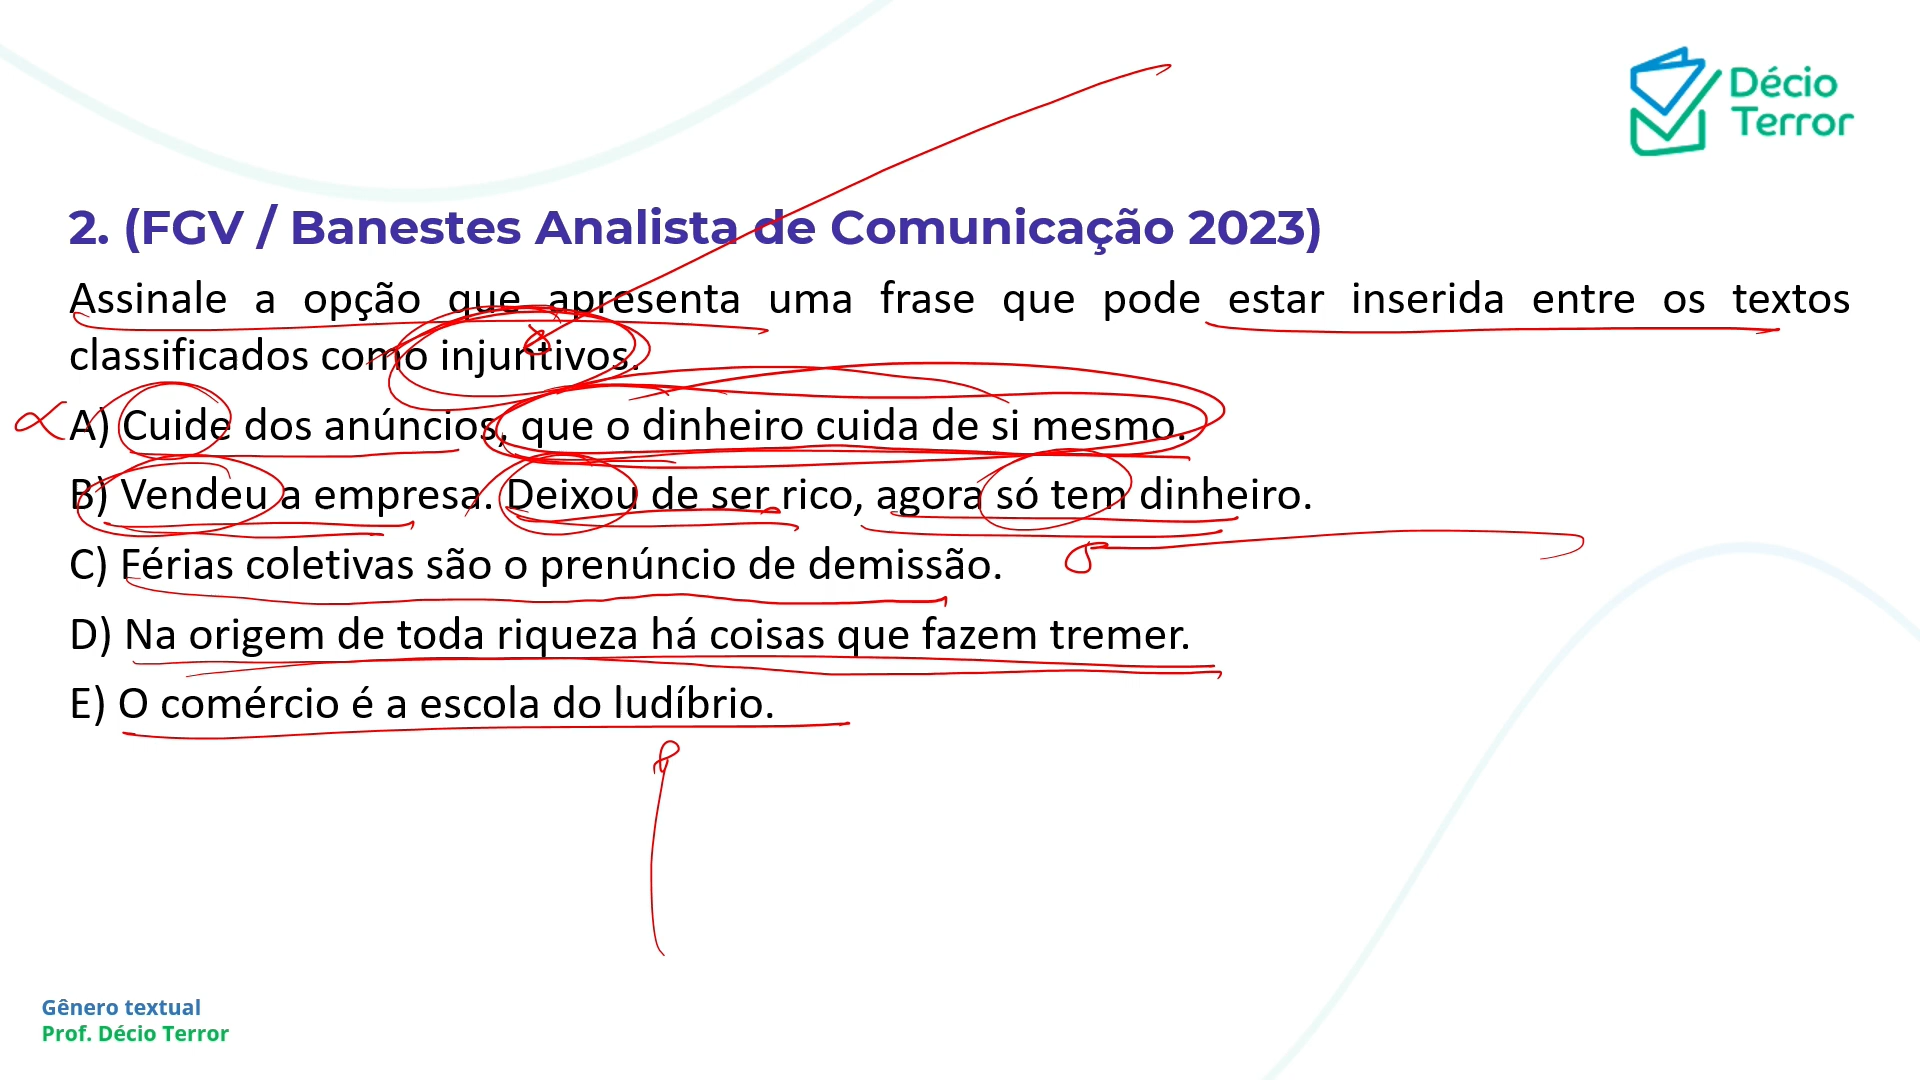 Décio
Terror
2. (FGV / Banestes Analista de Comunicação 2023)
Assinale a opção que apresenta uma frase que pode estar inserida entre os textos
classificados como injuntivos.
A) Cuide dos anúncios, que o dinheiro cuida de si mesmo.
B) Vendeu a empresa. Deixou de ser rico, agora só tem dinheiro.
C) Férias coletivas são o prenúncio de demissão.
D) Na origem de toda riqueza há coisas que fazem tremer.
E) O comércio é a escola do ludíbrio.
Gênero textual
Prof. Décio Terror